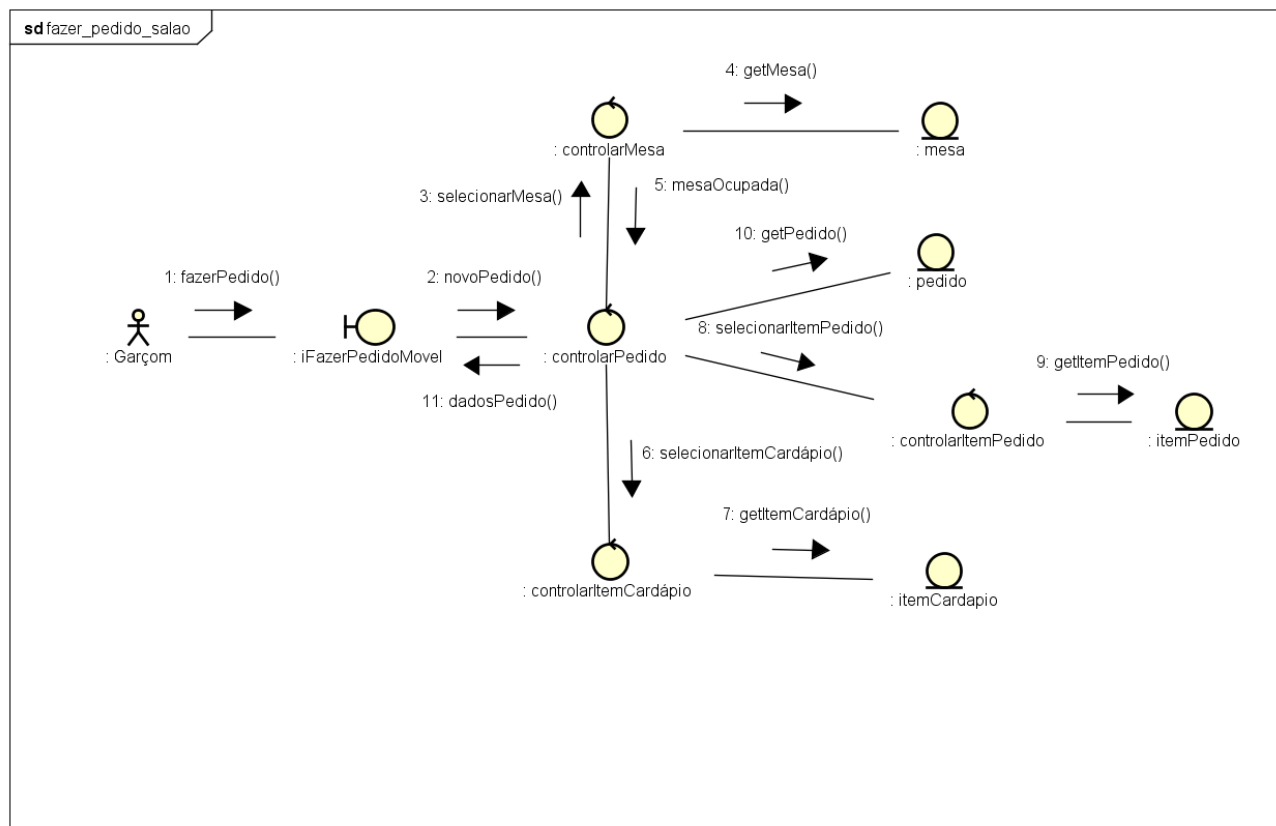 sd fazer_pedido_salao
4: getMesa()
: controlarMesa
: mesa
3: selecionarMesa()
5: mesaOcupada()
10: getPedido()
1: fazerPedido()
2: novoPedido()
: pedido
8: selecionarItemPedido()
: Garçom
: iFazerPedidoMovel
: controlarPedido
9: getItemPedido()
11: dadosPedido()
: controlarItemPedido
: itemPedido
6: selecionarItemCardápio()
7: getItemCardápio()
: controlarItemCardápio
: itemCardapio